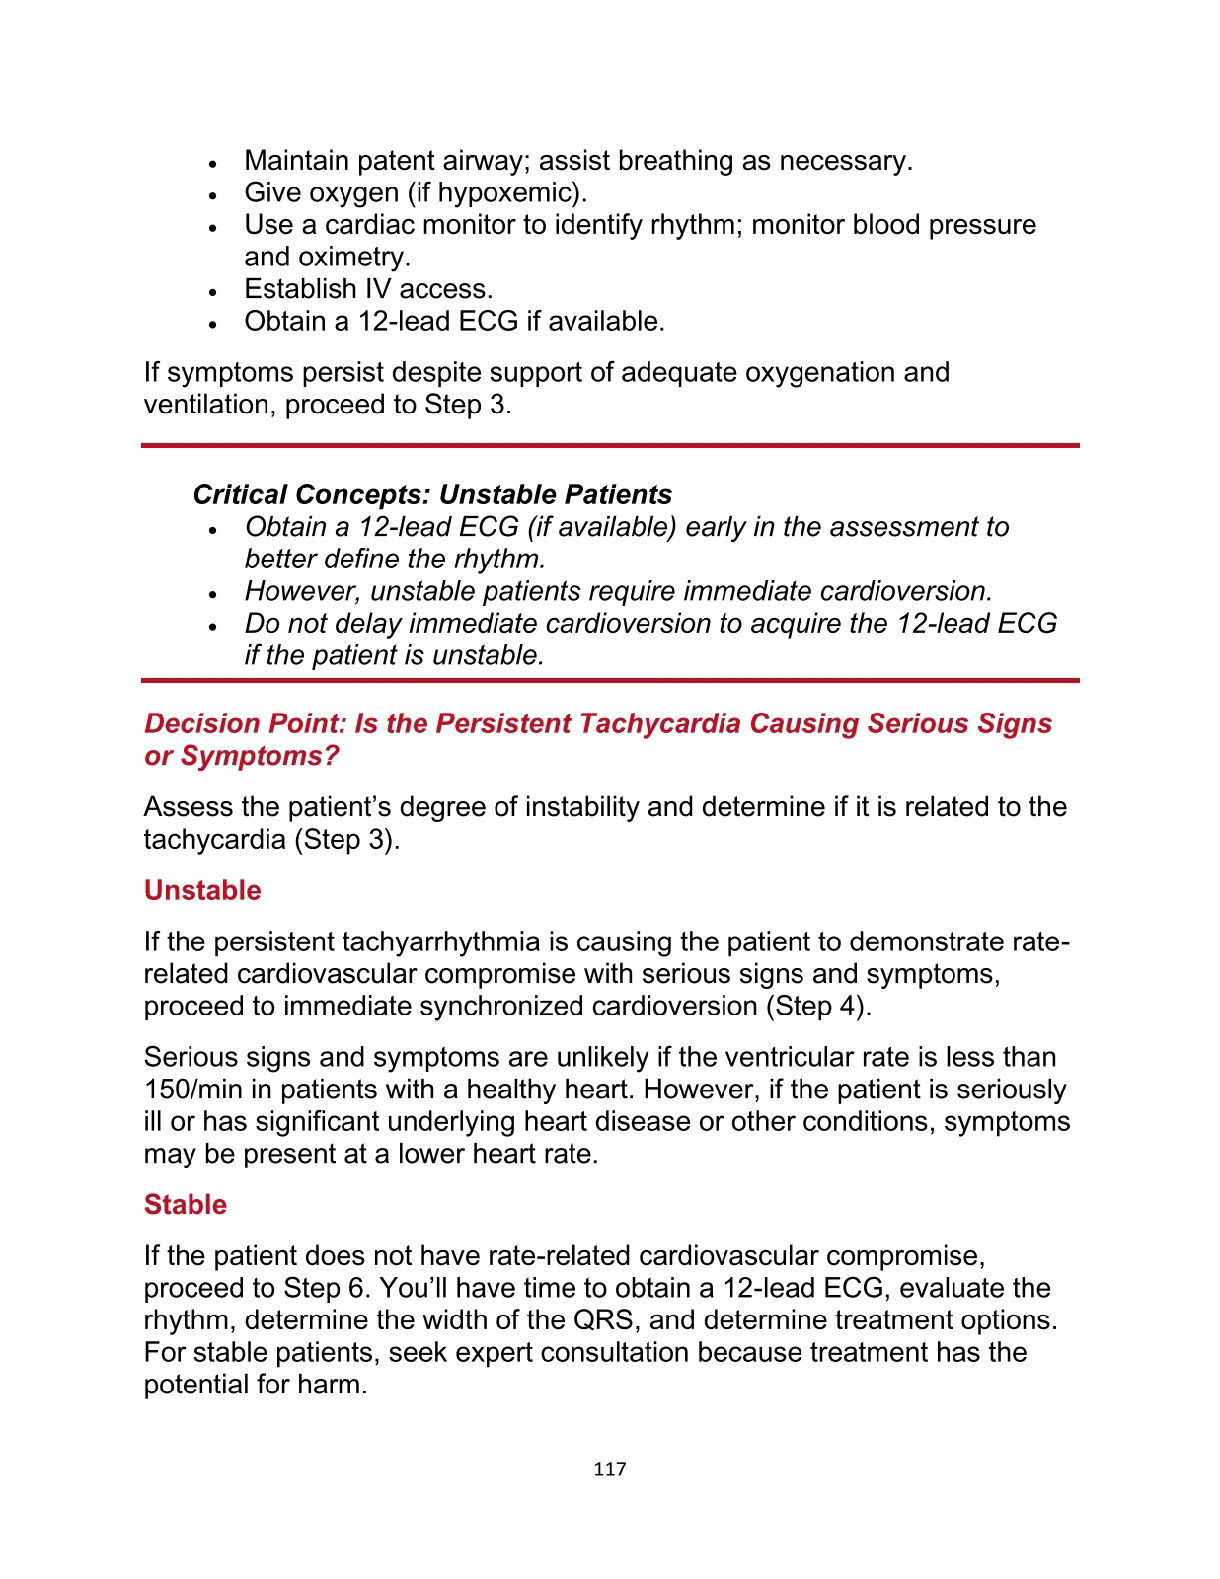 • Maintain patent airway; assist breathing as necessary.
• Give oxygen (if hypoxemic).
• Use a cardiac monitor to identify rhythm; monitor blood pressure
and oximetry.
• Establish IV access.
• Obtain a 12-lead ECG if available.
If symptoms persist despite support of adequate oxygenation and
ventilation, proceed to Step 3.
Critical Concepts: Unstable Patients
• Obtain a 12-lead ECG (if available) early in the assessment to
better define the rhythm.
• However, unstable patients require immediate cardioversion.
• Do not delay immediate cardioversion to acquire the 12-lead ECG
if the patient is unstable.
Decision Point: Is the Persistent Tachycardia Causing Serious Signs
or Symptoms?
Assess the patient’s degree of instability and determine if it is related to the
tachycardia (Step 3).
Unstable
If the persistent tachyarrhythmia is causing the patient to demonstrate rate-
related cardiovascular compromise with serious signs and symptoms,
proceed to immediate synchronized cardioversion (Step 4).
Serious signs and symptoms are unlikely if the ventricular rate is less than
150/min in patients with a healthy heart. However, if the patient is seriously
ill or has significant underlying heart disease or other conditions, symptoms
may be present at a lower heart rate.
Stable
If the patient does not have rate-related cardiovascular compromise,
proceed to Step 6. You’ll have time to obtain a 12-lead ECG, evaluate the
rhythm, determine the width of the QRS, and determine treatment options.
For stable patients, seek expert consultation because treatment has the
potential for harm.
117